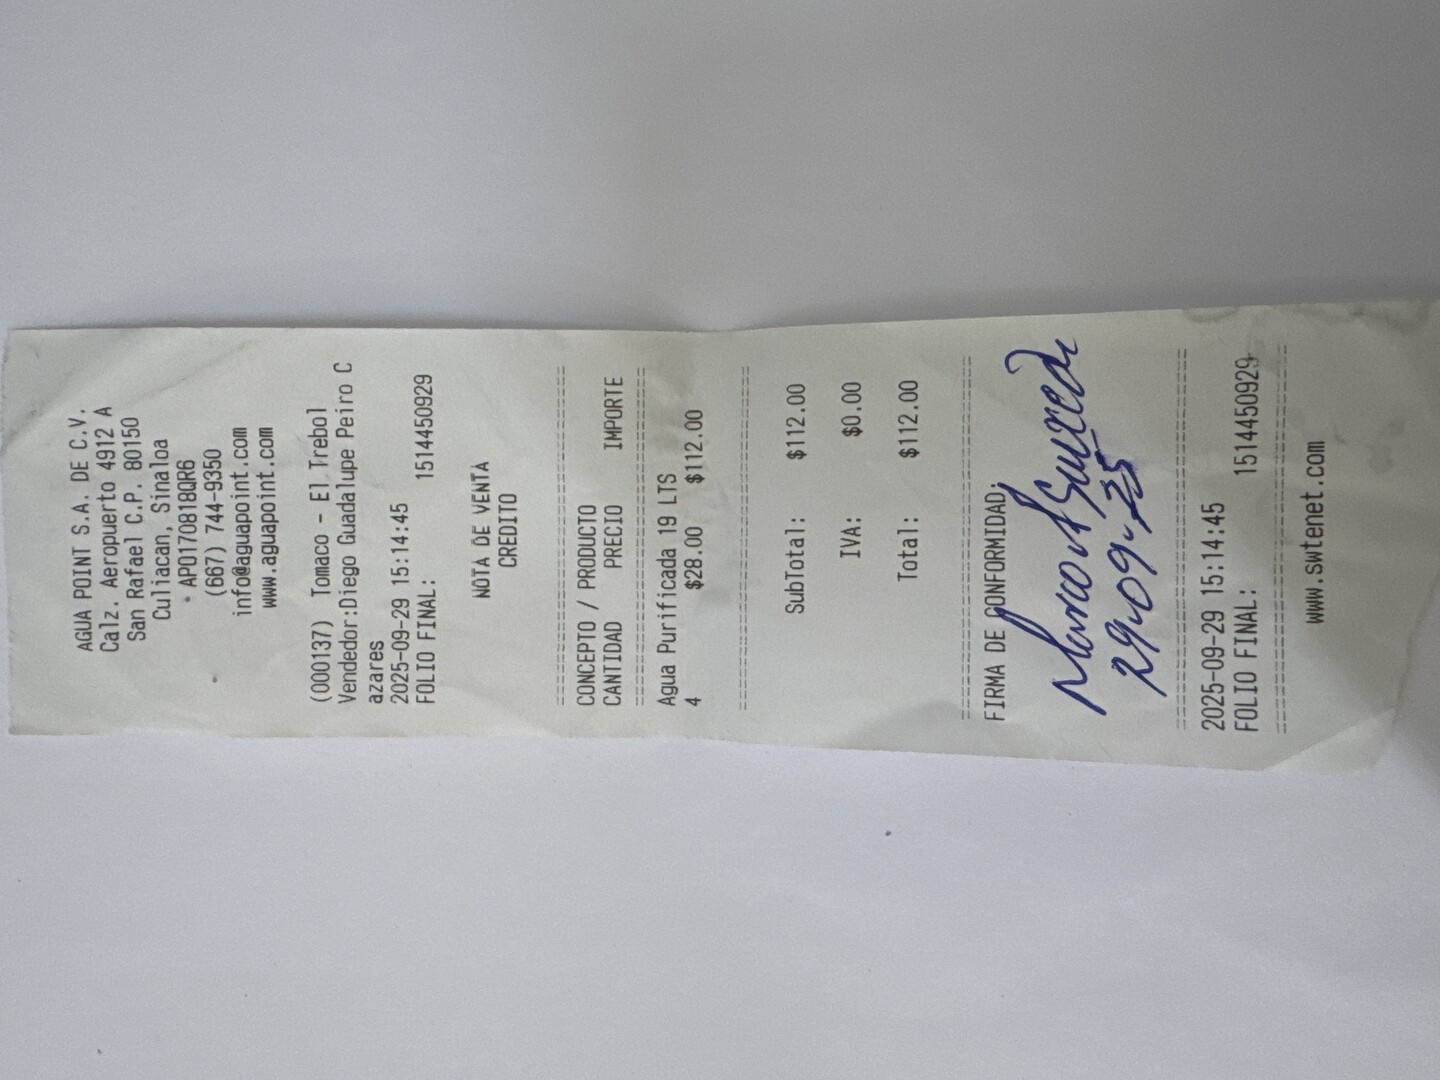 AGUA POINT S.A. DE C.V.
Calz. Aeropuerto 4912 A
San Rafael C.P. 80150
Culiacan, Sinaloa
APO170818QR6
(667) 744-9350
info@aguapoint.com
www.aguapoint.com
(000137) Tomaco - El Trebol
Vendedor:Diego Guadalupe Peiro C
azares
2025-09-29 15:14:45
FOLIO FINAL: 1514450929
NOTA DE VENTA
CREDITO
CONCEPTO / PRODUCTO
CANTIDAD PRECIO IMPORTE
Agua Purificada 19 LTS
4 $28.00 $112.00
SubTotal: $112.00
IVA: $0.00
Total: $112.00
FIRMA DE CONFORMIDAD,
Marco A
29-09-25
2025-09-29 15:14:45
FOLIO FINAL: 1514450929
www.swtenet.com